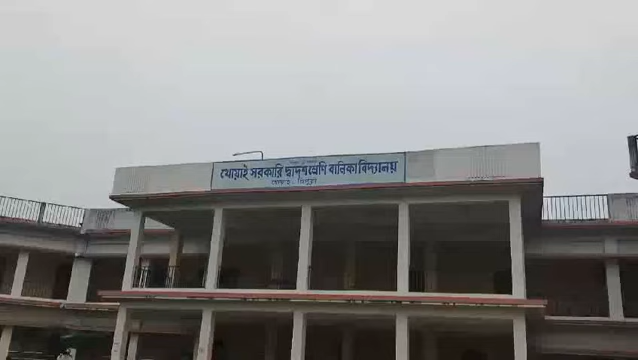 খোয়াই সরকারি দ্বাদশশ্রেণি বালিকা বিদ্যালয়
খোয়াই, ত্রিপুরা